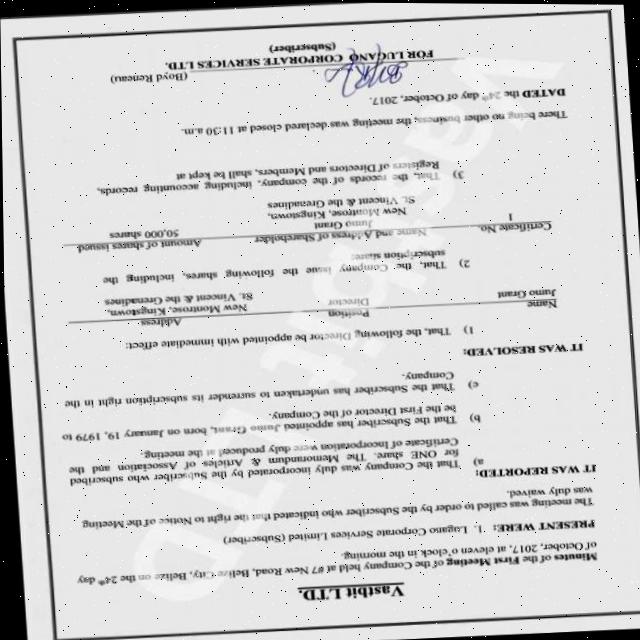 Vastbit LTD.
Minutes of the First Meeting of the Company held at 87 New Road, Belize City, Belize on the 24th day
of October, 2017, at eleven o'clock in the morning.
PRESENT WERE: 1. Lugano Corporate Services Limited (Subscriber)
The meeting was called to order by the Subscriber who indicated that the right to Notice of the Meeting
was duly waived.
IT WAS REPORTED:
a) That the Company was duly incorporated by the Subscriber who subscribed
for ONE share. The Memorandum & Articles of Association and the
Certificate of Incorporation were duly produced at the meeting.
b) That the Subscriber has appointed Jumo Grant, born on January 19, 1979 to
be the First Director of the Company.
c) That the Subscriber has undertaken to surrender its subscription right in the
Company.
IT WAS RESOLVED:
1) That, the following Director be appointed with immediate effect:
Name Position Address
Jumo Grant Director New Montrose, Kingstown,
St. Vincent & the Grenadines
2) That, the Company issue the following shares, including the
subscription share:
Certificate No. Name and Address of Shareholder Amount of shares issued
1 Jumo Grant 50,000 shares
New Montrose, Kingstown,
St. Vincent & the Grenadines
3) That, the records of the company, including accounting records,
Registers of Directors and Members, shall be kept at
There being no other business; the meeting was declared closed at 11:30 a.m.
DATED the 24th day of October, 2017.
(Boyd Reneau)
FOR LUGANO CORPORATE SERVICES LTD.
(Subscriber)
Vastbit LTD